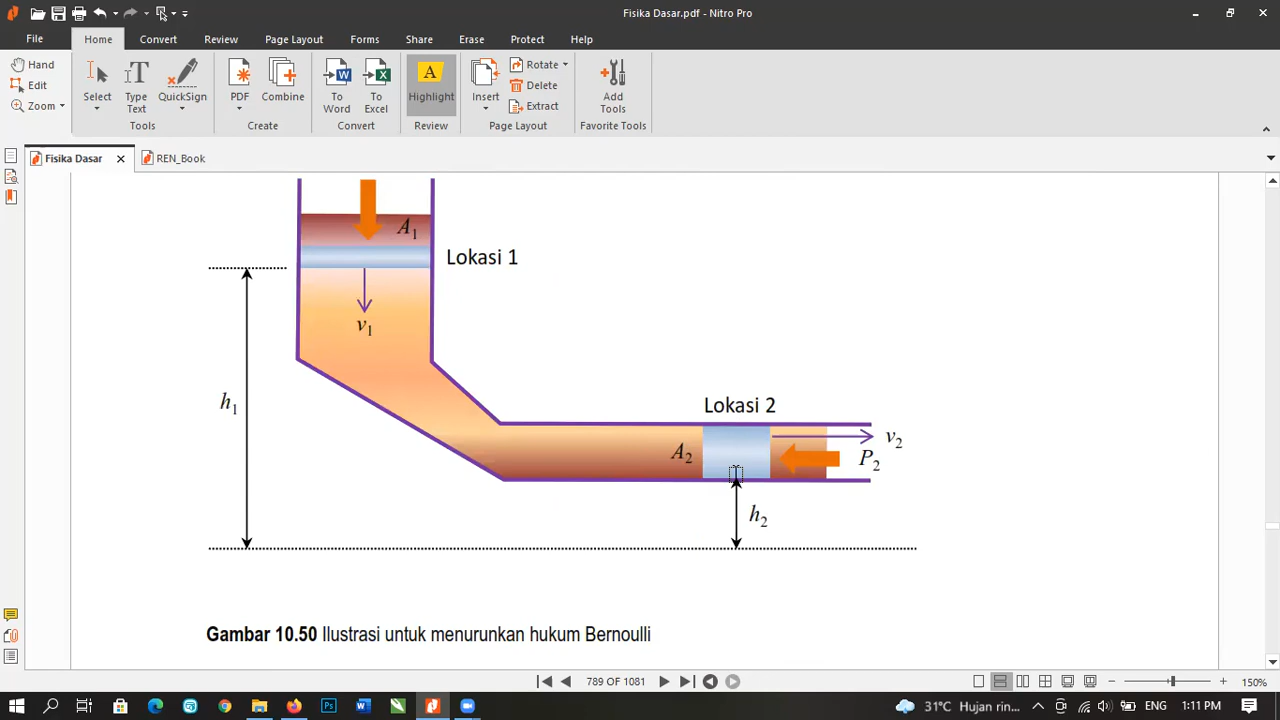 Fisika Dasar.pdf - Nitro Pro
File Home Convert Review Page Layout Forms Share Erase Protect Help
Hand
Edit
Zoom
Select
Type Text
QuickSign
Tools
PDF
Combine
Create
To Word
To Excel
Convert
A
Highlight
Review
Insert
Rotate
Delete
Extract
Page Layout
Add Tools
Favorite Tools
Fisika Dasar
REN_Book
A1
Lokasi 1
v1
h1
Lokasi 2
A2
v2
P2
h2
Gambar 10.50 Ilustrasi untuk menurunkan hukum Bernoulli
789 OF 1081
150%
31°C Hujan rin...
ENG
1:11 PM